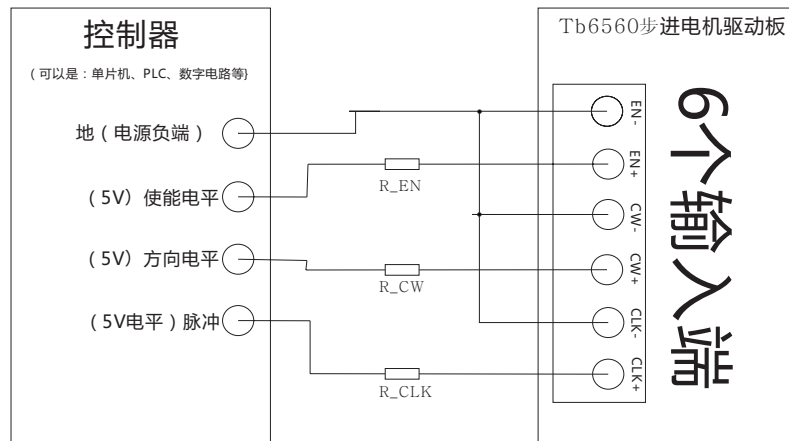 控制器
(可以是：单片机、PLC、数字电路等}
地（电源负端）
（5V）使能电平
（5V）方向电平
（5V电平）脉冲
R_EN
R_CW
R_CLK
Tb6560步进电机驱动板
EN-
EN+
CW-
CW+
CLK-
CLK+
6个输入端